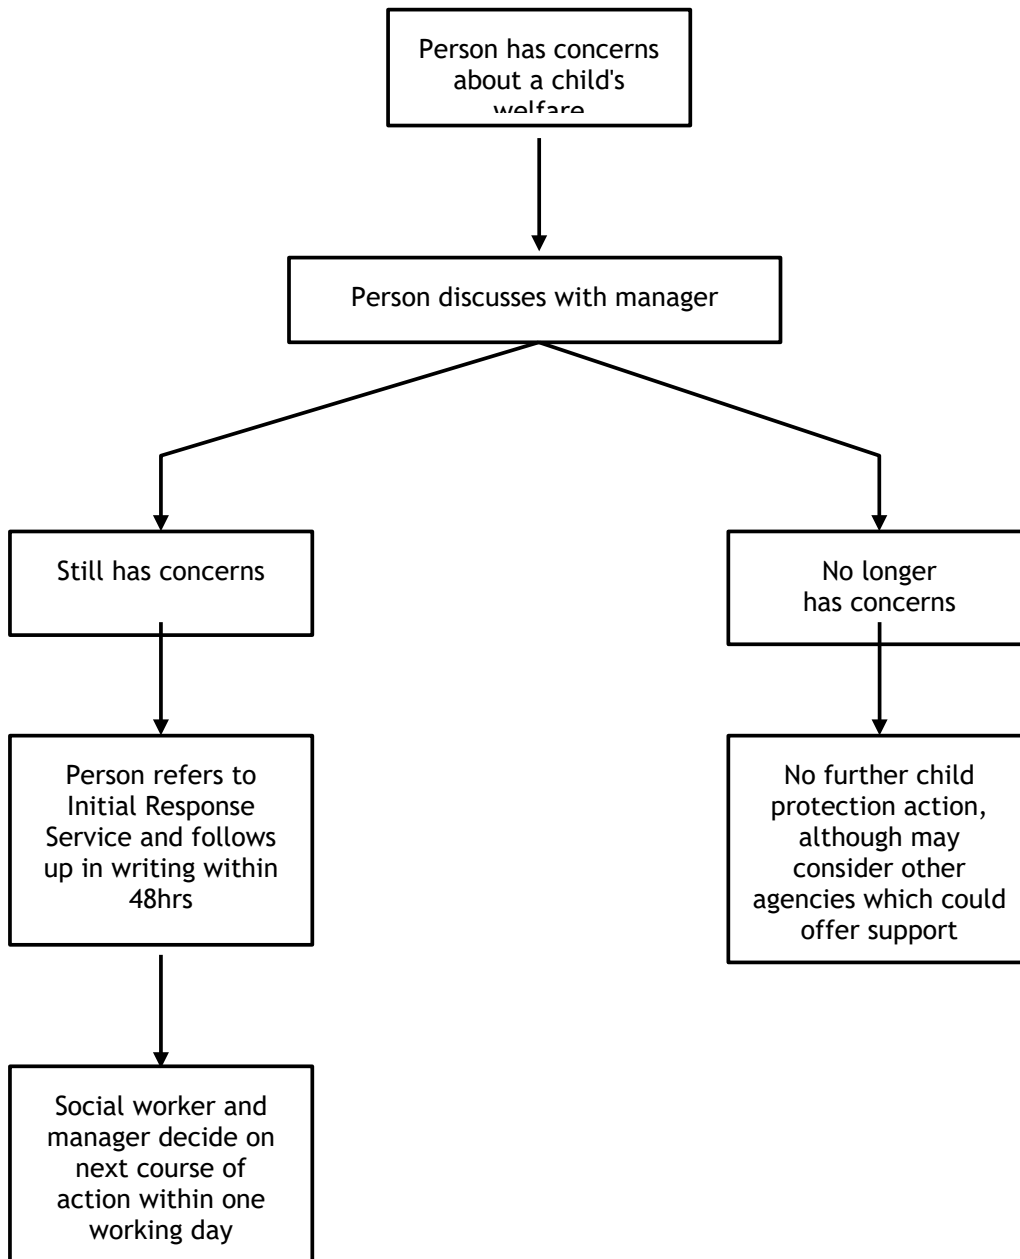 Person has concerns
about a child's
welfare
Person discusses with manager
Still has concerns
No longer
has concerns
Person refers to
Initial Response
Service and follows
up in writing within
48hrs
No further child
protection action,
although may
consider other
agencies which could
offer support
Social worker and
manager decide on
next course of
action within one
working day